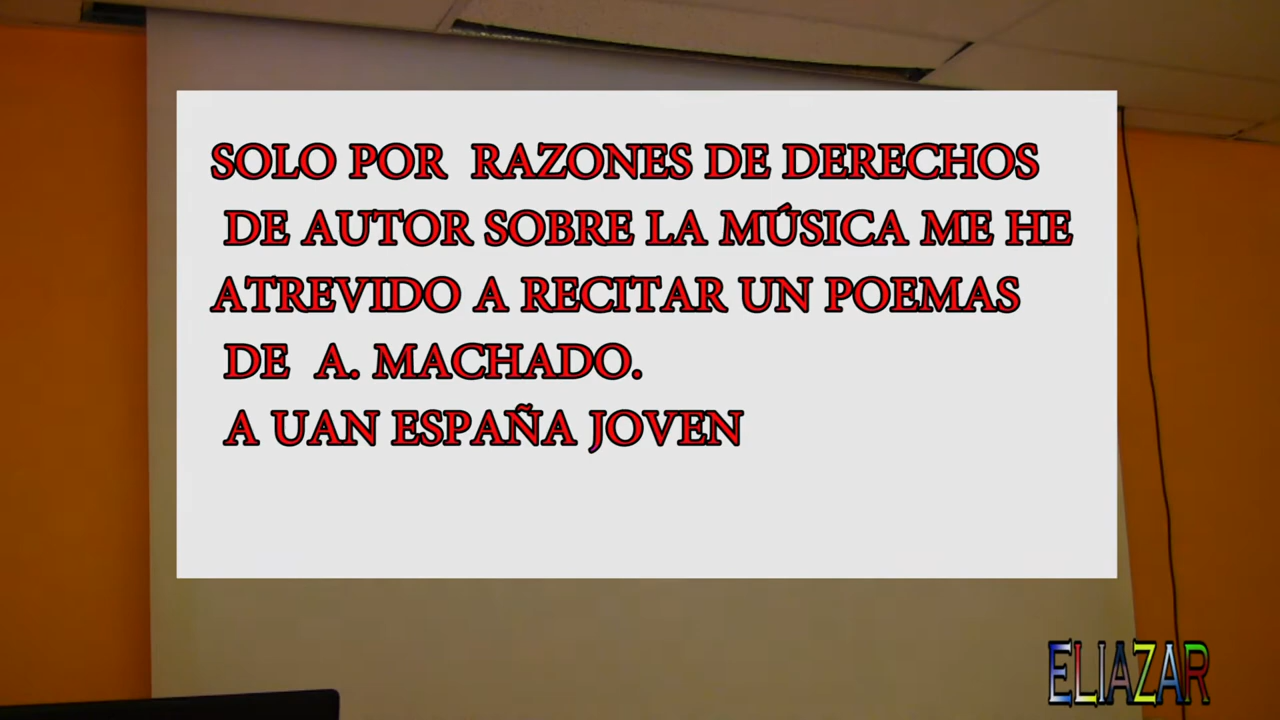 SOLO POR RAZONES DE DERECHOS
DE AUTOR SOBRE LA MÚSICA ME HE
ATREVIDO A RECITAR UN POEMAS
DE A. MACHADO.
A UAN ESPAÑA JOVEN
ELIAZAR